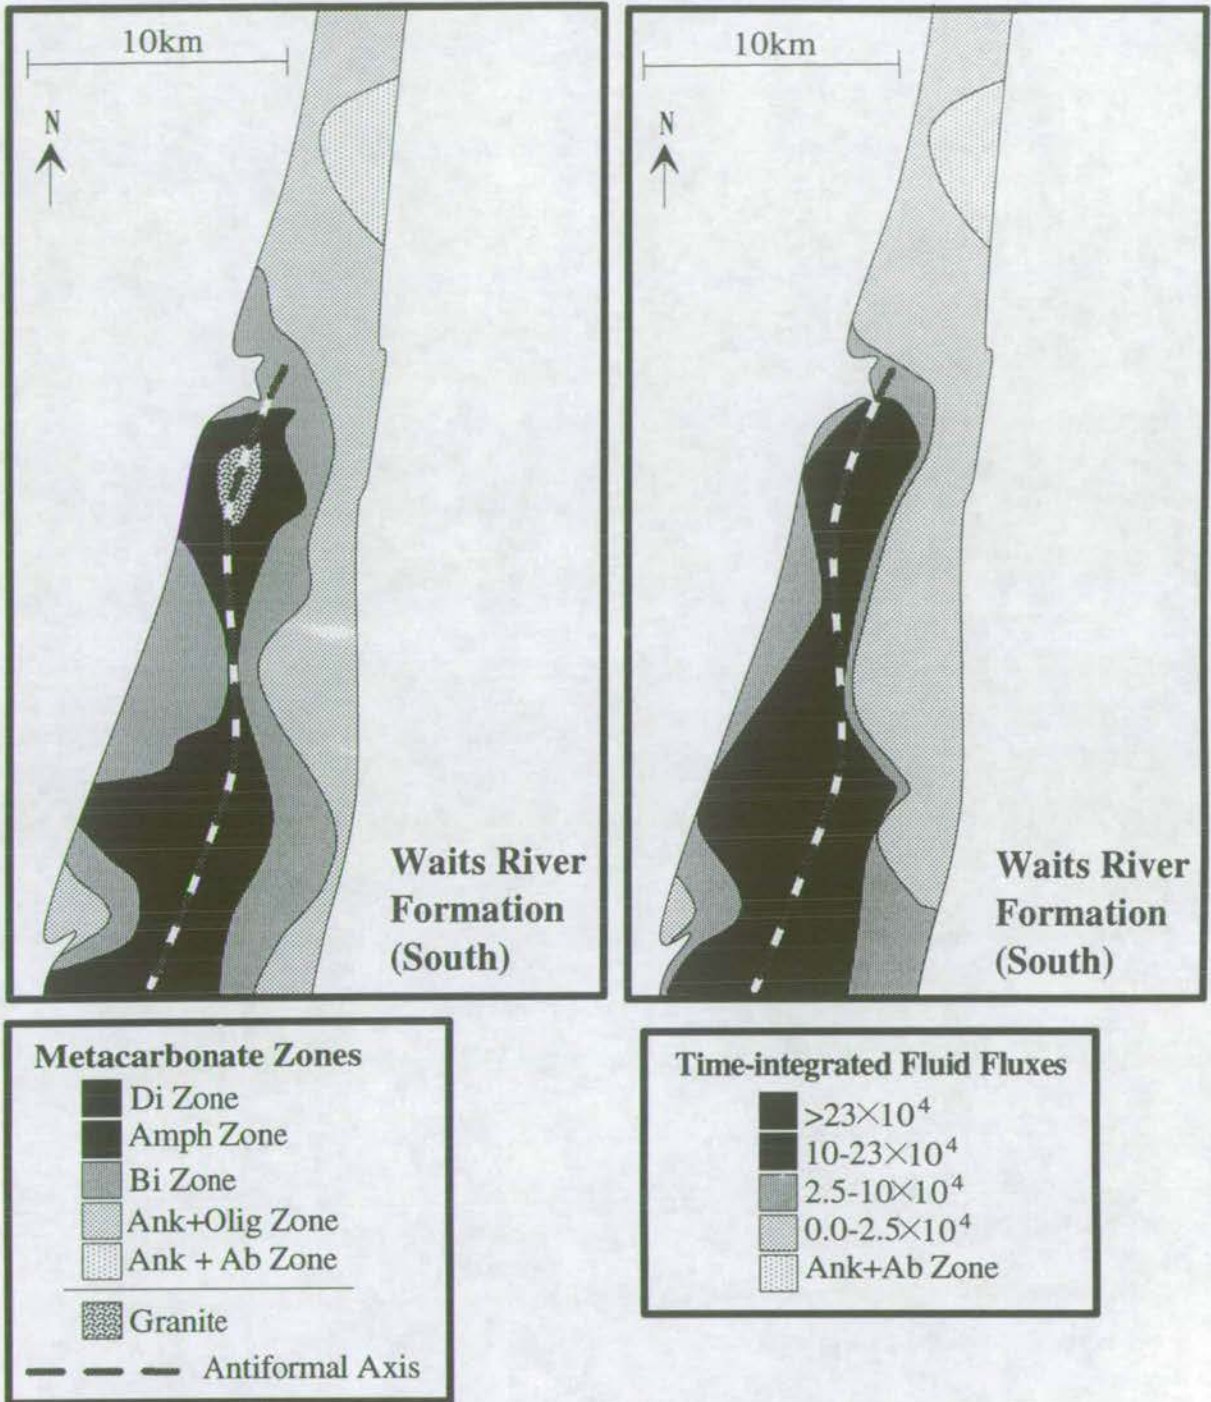 10km
N
Waits River
Formation
(South)
10km
N
Waits River
Formation
(South)
Metacarbonate Zones
Di Zone
Amph Zone
Bi Zone
Ank+Olig Zone
Ank + Ab Zone
Granite
Antiformal Axis
Time-integrated Fluid Fluxes
>23×10⁴
10-23×10⁴
2.5-10×10⁴
0.0-2.5×10⁴
Ank+Ab Zone